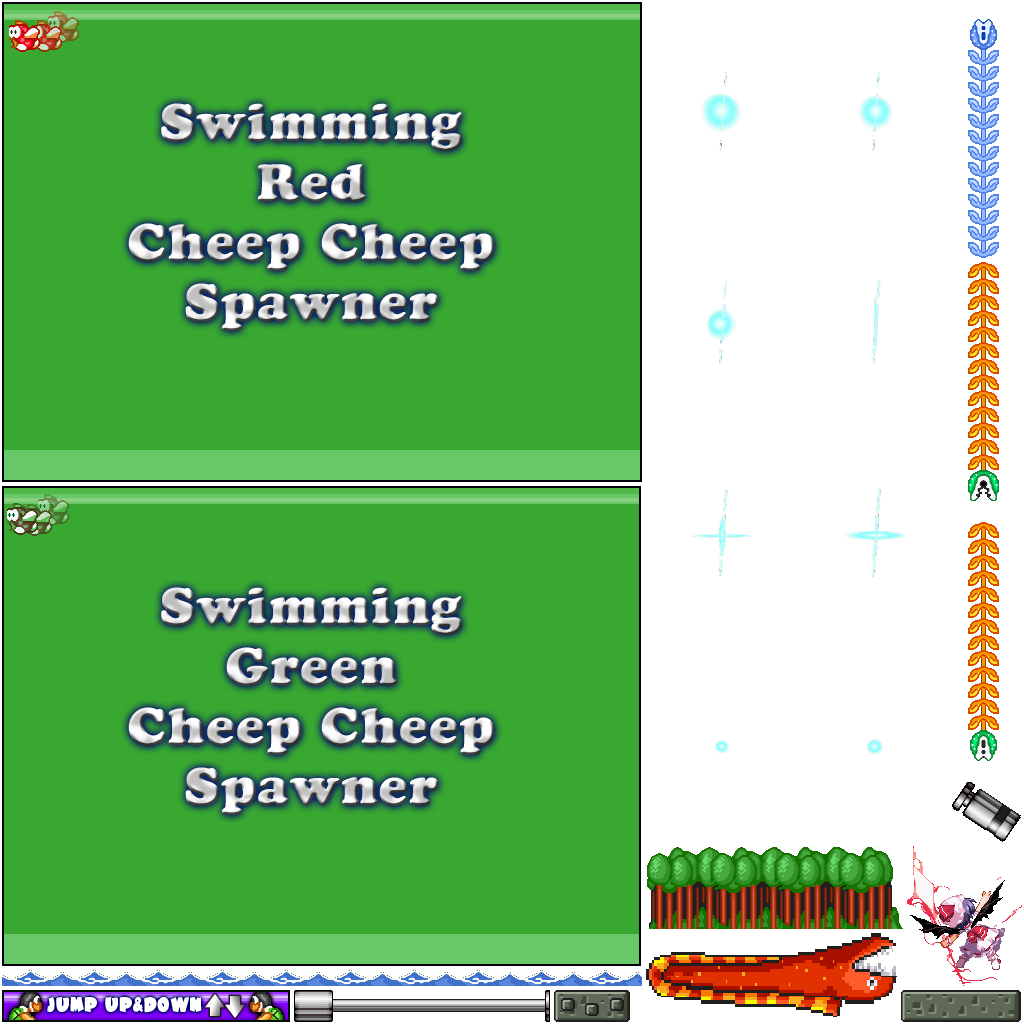 Swimming
Red
Cheep Cheep
Spawner
Swimming
Green
Cheep Cheep
Spawner
JUMP UP&DOWN